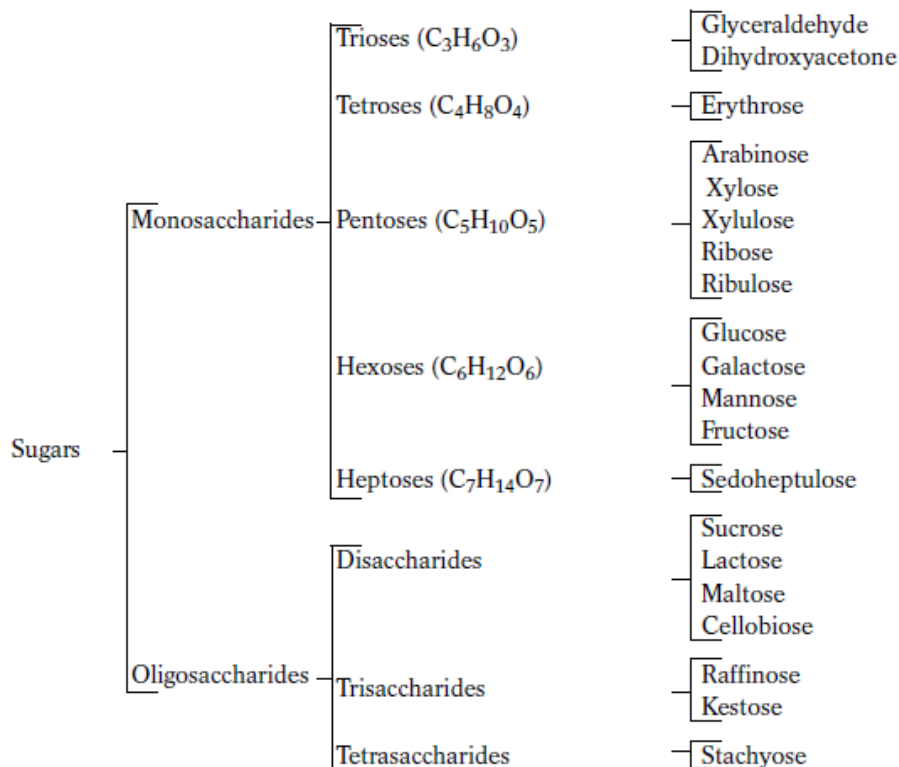 Glyceraldehyde
Trioses (C₃H₆O₃)
Dihydroxyacetone
Tetroses (C₄H₈O₄)
Erythrose
Arabinose
Xylose
Monosaccharides
Pentoses (C₅H₁₀O₅)
Xylulose
Ribose
Ribulose
Glucose
Hexoses (C₆H₁₂O₆)
Galactose
Mannose
Fructose
Sugars
Heptoses (C₇H₁₄O₇)
Sedoheptulose
Sucrose
Disaccharides
Lactose
Maltose
Cellobiose
Oligosaccharides
Raffinose
Trisaccharides
Kestose
Tetrasaccharides
Stachyose